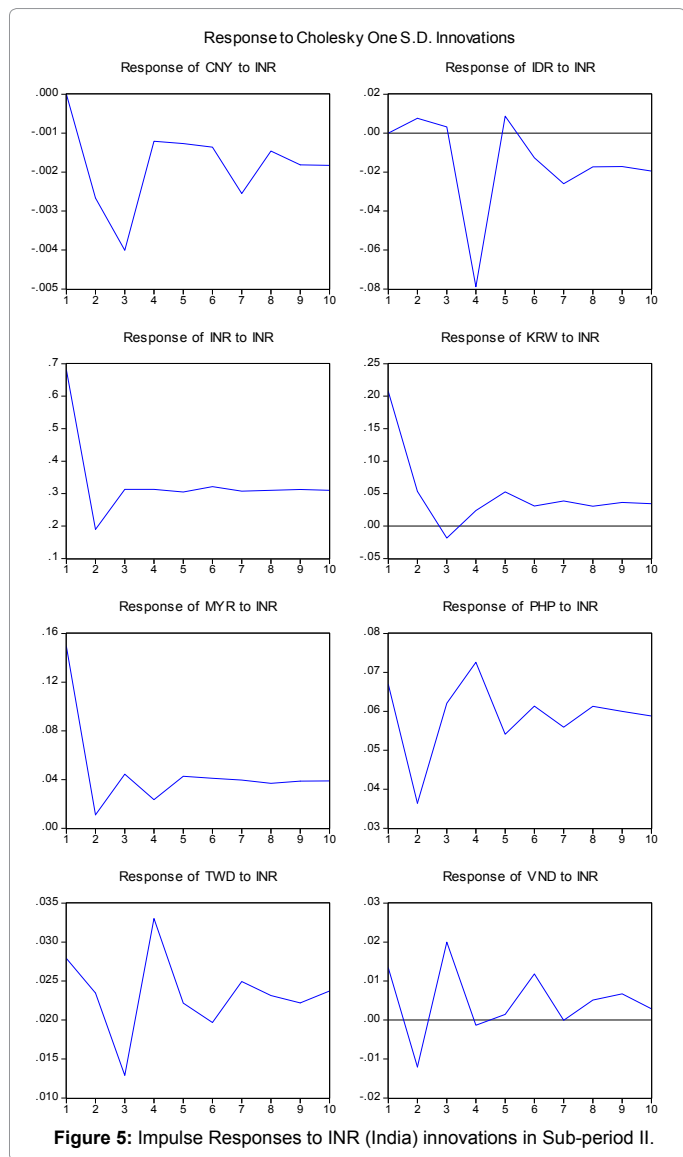 Response to Cholesky One S.D. Innovations
Response of CNY to INR
.000
-.001
-.002
-.003
-.004
-.005
1 2 3 4 5 6 7 8 9 10
Response of IDR to INR
.02
.00
-.02
-.04
-.06
-.08
1 2 3 4 5 6 7 8 9 10
Response of INR to INR
.7
.6
.5
.4
.3
.2
.1
1 2 3 4 5 6 7 8 9 10
Response of KRW to INR
.25
.20
.15
.10
.05
.00
-.05
1 2 3 4 5 6 7 8 9 10
Response of MYR to INR
.16
.12
.08
.04
.00
1 2 3 4 5 6 7 8 9 10
Response of PHP to INR
.08
.07
.06
.05
.04
.03
1 2 3 4 5 6 7 8 9 10
Response of TWD to INR
.035
.030
.025
.020
.015
.010
1 2 3 4 5 6 7 8 9 10
Response of VND to INR
.03
.02
.01
.00
-.01
-.02
1 2 3 4 5 6 7 8 9 10
Figure 5: Impulse Responses to INR (India) innovations in Sub-period II.